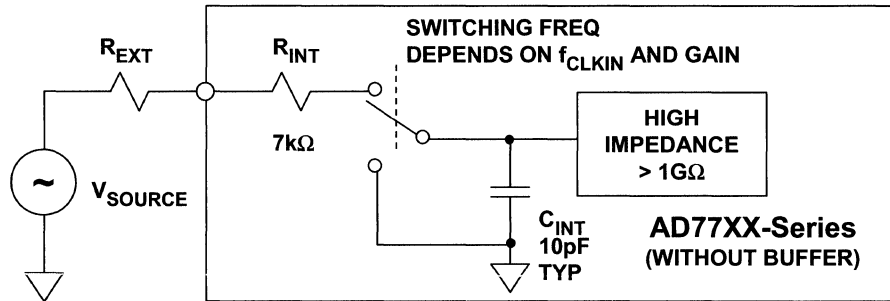 SWITCHING FREQ
DEPENDS ON fCLKIN AND GAIN
REXT
RINT
7kΩ
~
VSOURCE
HIGH
IMPEDANCE
> 1GΩ
CINT
10pF
TYP
AD77XX-Series
(WITHOUT BUFFER)